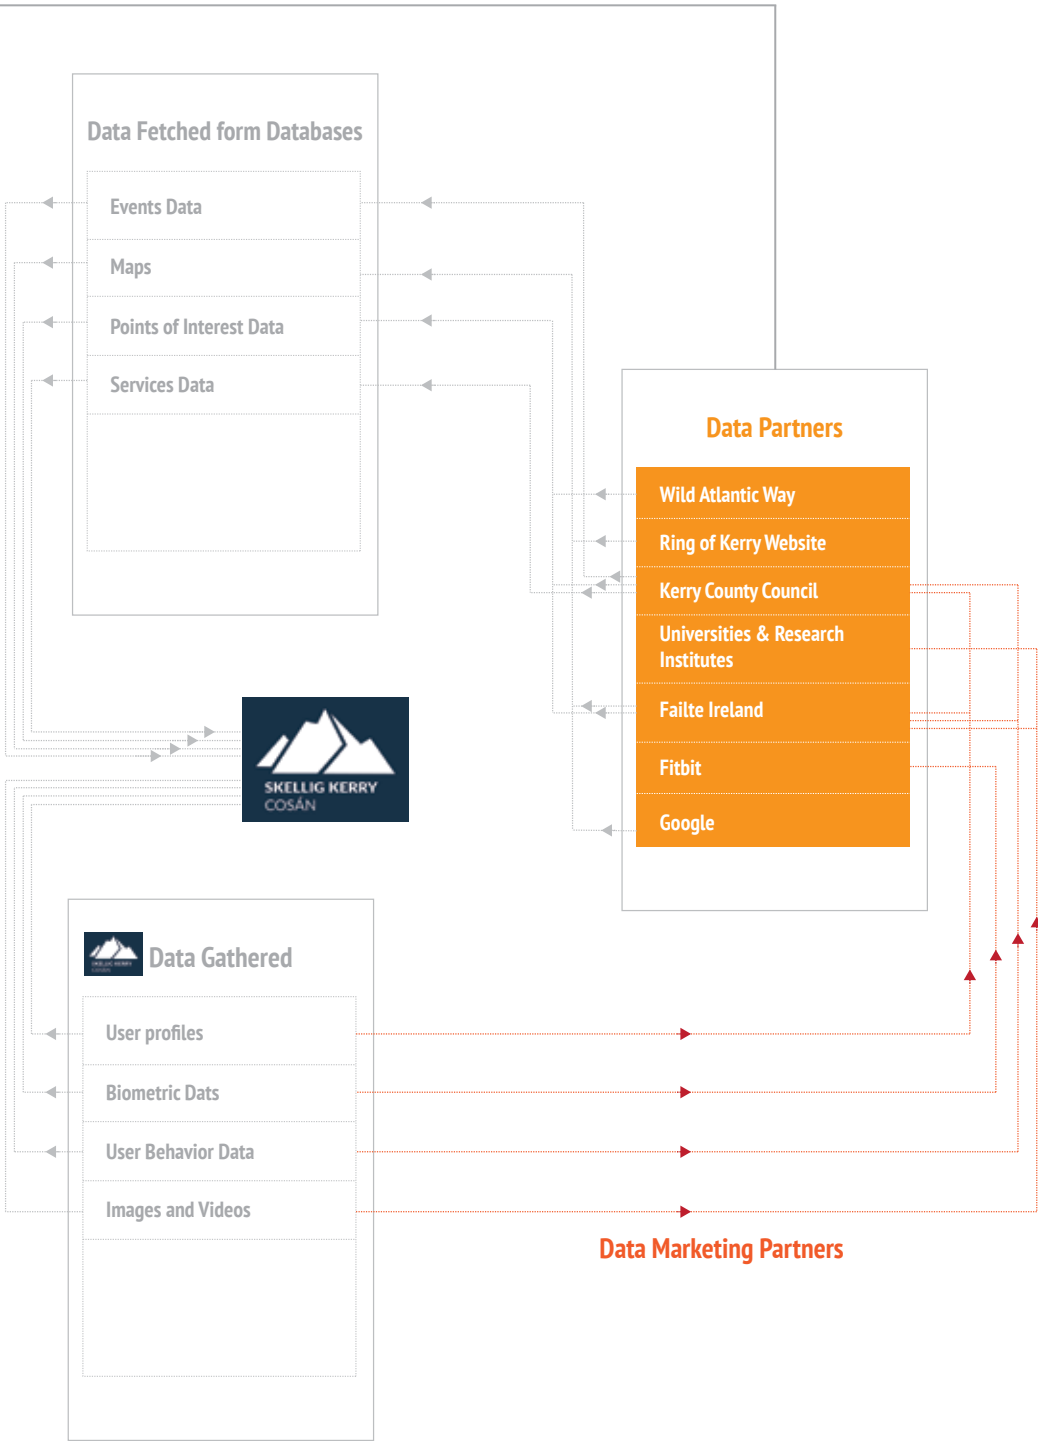 Data Fetched form Databases
Events Data
Maps
Points of Interest Data
Services Data
Data Partners
Wild Atlantic Way
Ring of Kerry Website
Kerry County Council
Universities & Research
Institutes
Failte Ireland
Fitbit
Google
SKELLIG KERRY
COSÁN
Data Gathered
User profiles
Biometric Dats
User Behavior Data
Images and Videos
Data Marketing Partners